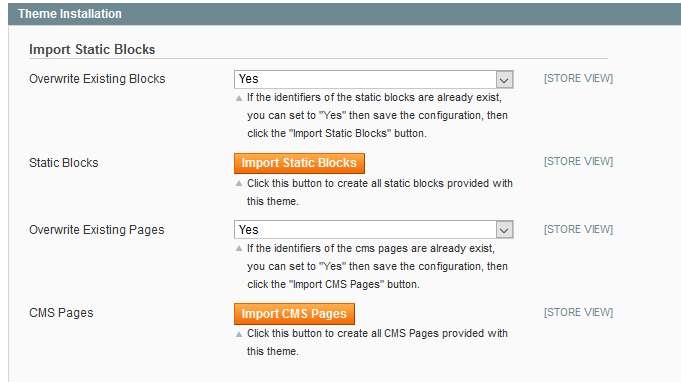 Theme Installation
Import Static Blocks
Overwrite Existing Blocks Yes [STORE VIEW]
If the identifiers of the static blocks are already exist,
you can set to "Yes" then save the configuration, then
click the "Import Static Blocks" button.
Static Blocks Import Static Blocks [STORE VIEW]
Click this button to create all static blocks provided with
this theme.
Overwrite Existing Pages Yes [STORE VIEW]
If the identifiers of the cms pages are already exist,
you can set to "Yes" then save the configuration, then
click the "Import CMS Pages" button.
CMS Pages Import CMS Pages [STORE VIEW]
Click this button to create all CMS Pages provided with
this theme.